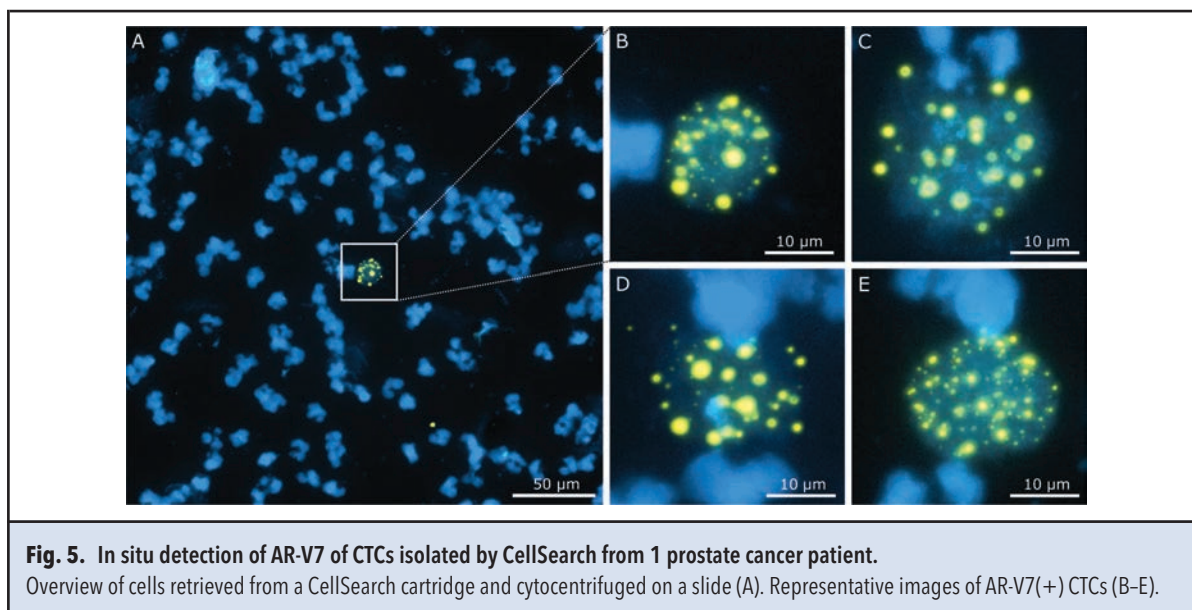 A
B
C
50 µm
10 µm
10 µm
D
E
10 µm
10 µm
Fig. 5. In situ detection of AR-V7 of CTCs isolated by CellSearch from 1 prostate cancer patient.
Overview of cells retrieved from a CellSearch cartridge and cytocentrifuged on a slide (A). Representative images of AR-V7(+) CTCs (B–E).